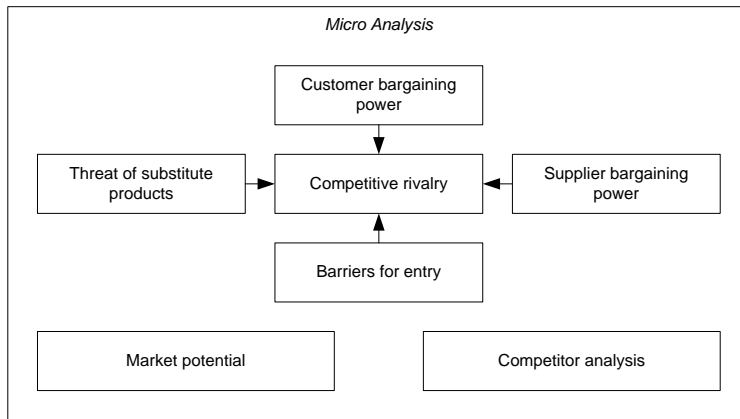 Micro Analysis
Customer bargaining
power
Threat of substitute
products
Competitive rivalry
Supplier bargaining
power
Barriers for entry
Market potential
Competitor analysis